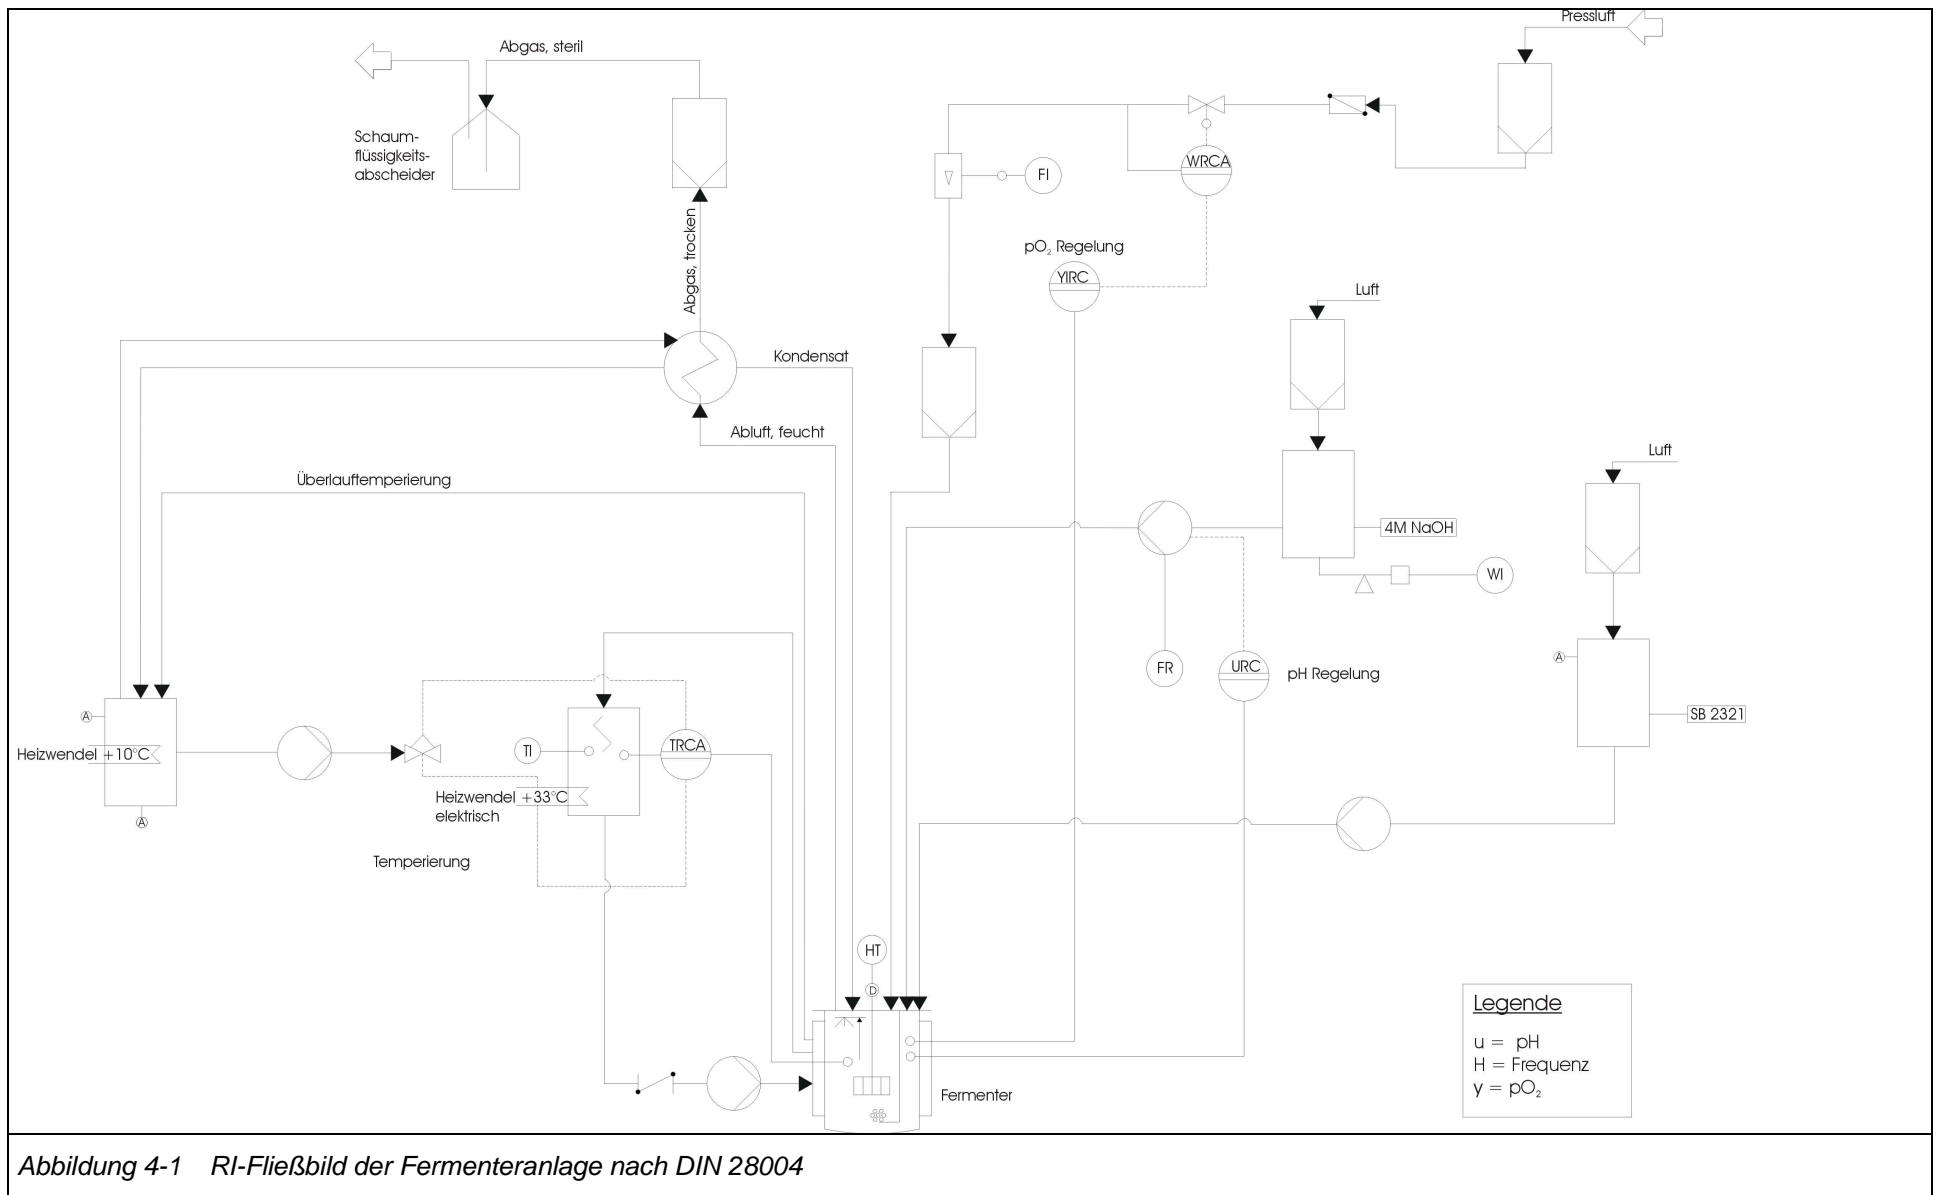 Pressluft
Abgas, steril
Schaum-
flüssigkeits-
abscheider
WRCA
FI
Abgas, trocken
pO₂ Regelung
YIRC
Luft
Kondensat
Abluft, feucht
Luft
Überlauftemperierung
4M NaOH
WI
FR
URC
pH Regelung
A
A
SB 2321
Heizwendel +10°C
TI
TRCA
Heizwendel +33°C
elektrisch
A
Temperierung
HT
D
Fermenter
Legende
u = pH
H = Frequenz
y = pO₂
Abbildung 4-1 RI-Fließbild der Fermenteranlage nach DIN 28004